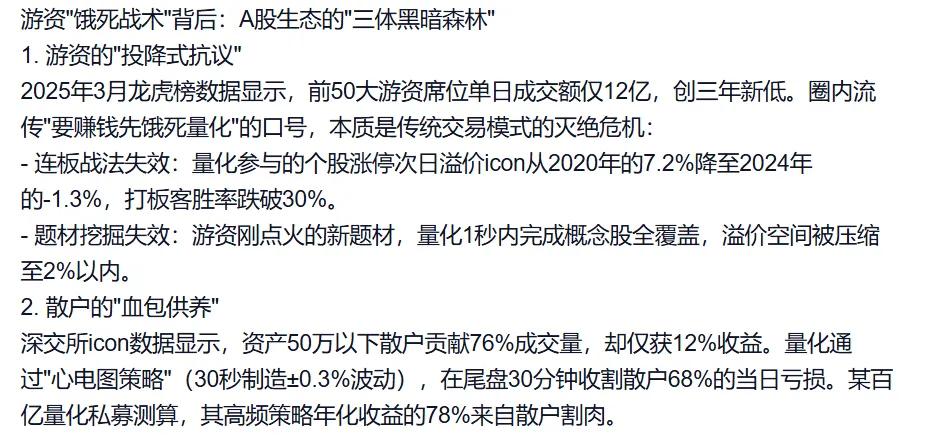 游资"饿死战术"背后：A股生态的"三体黑暗森林"
1. 游资的"投降式抗议"
2025年3月龙虎榜数据显示，前50大游资席位单日成交额仅12亿，创三年新低。圈内流
传"要赚钱先饿死量化"的口号，本质是传统交易模式的灭绝危机：
- 连板战法失效：量化参与的个股涨停次日溢价icon从2020年的7.2%降至2024年
的-1.3%，打板客胜率跌破30%。
- 题材挖掘失效：游资刚点火的新题材，量化1秒内完成概念股全覆盖，溢价空间被压缩
至2%以内。
2. 散户的"血包供养"
深交所icon数据显示，资产50万以下散户贡献76%成交量，却仅获12%收益。量化通
过"心电图策略"（30秒制造±0.3%波动），在尾盘30分钟收割散户68%的当日亏损。某百
亿量化私募测算，其高频策略年化收益的78%来自散户割肉。